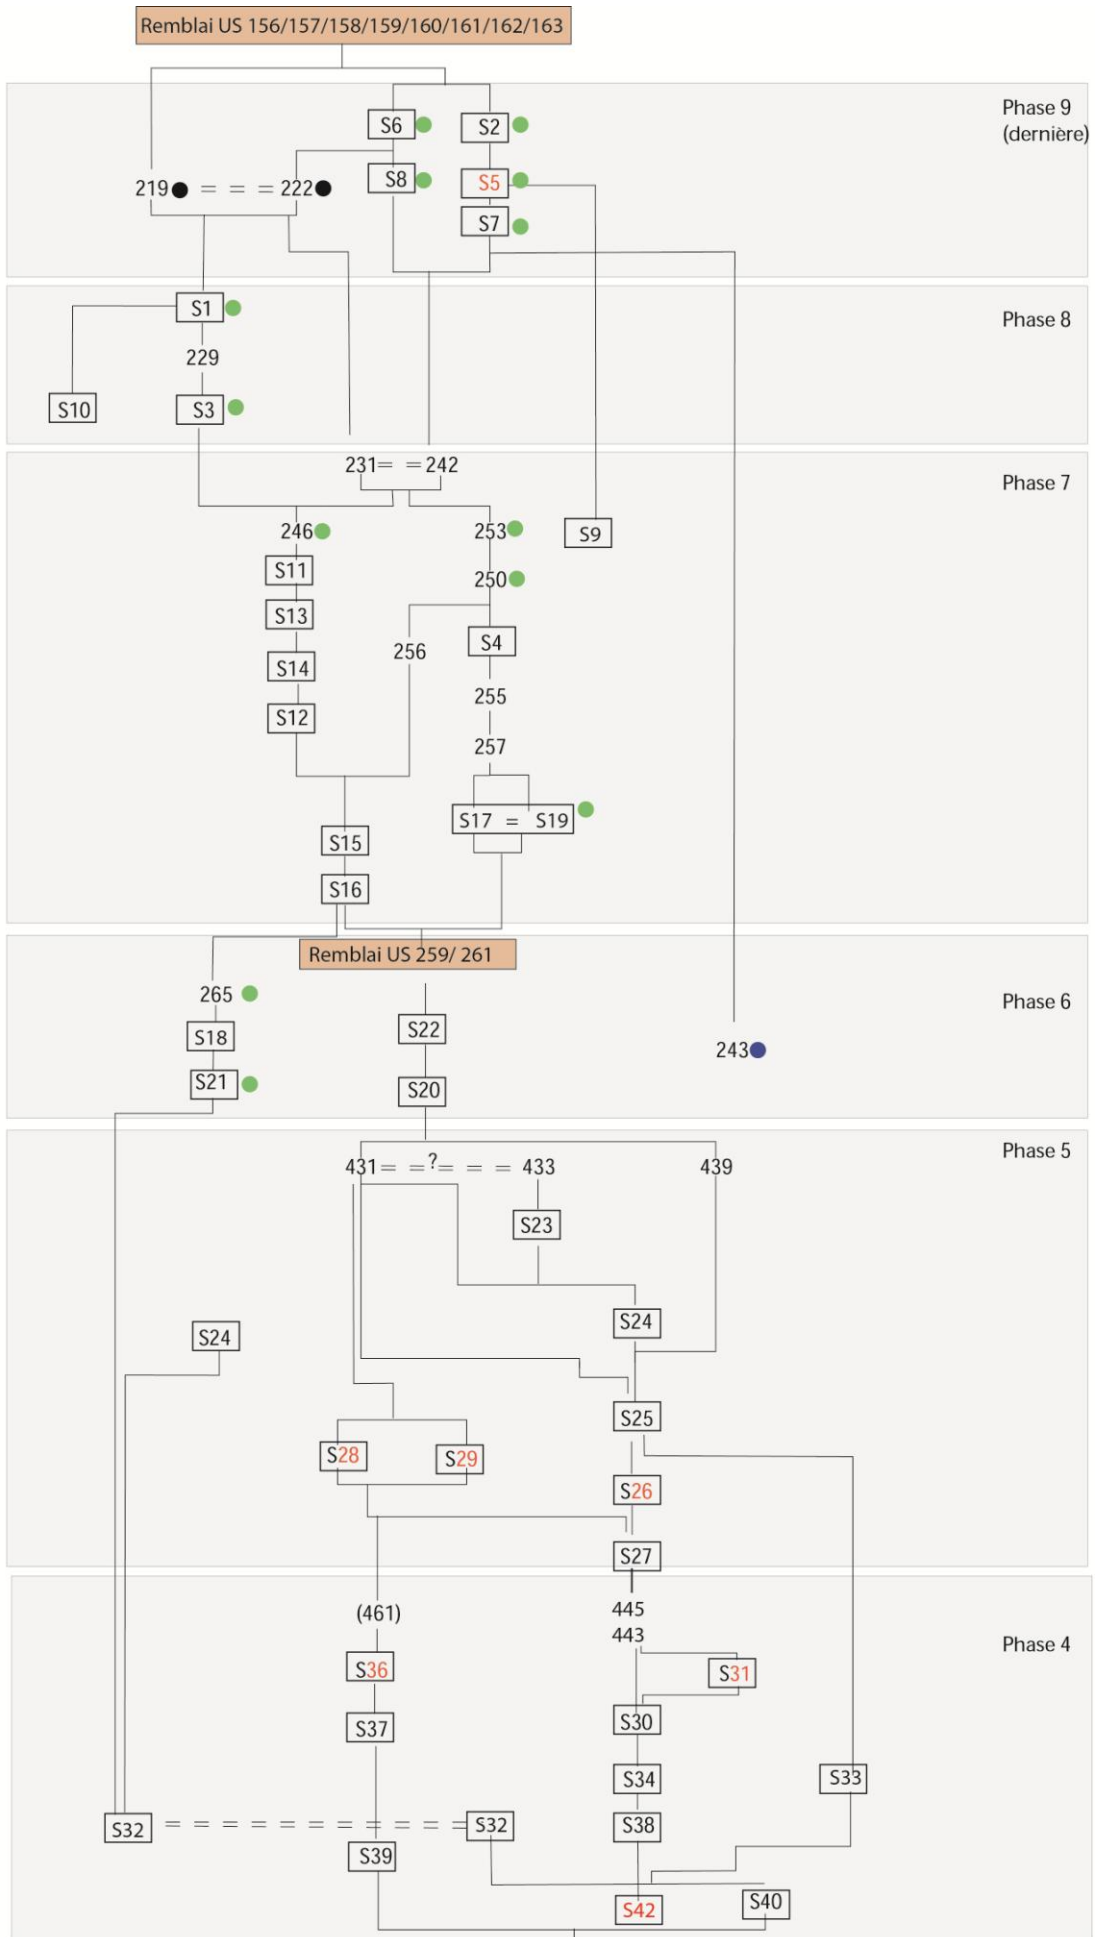 Remblai US 156/157/158/159/160/161/162/163
Phase 9
(dernière)
S6
S2
219 = = = 222
S8
S5
S7
S1
Phase 8
229
S10
S3
231= =242
Phase 7
246
253
S9
S11
250
S13
256
S4
S14
255
S12
257
S17 = S19
S15
S16
Remblai US 259/ 261
265
Phase 6
S18
S22
243
S21
S20
Phase 5
431= =?= = = 433
439
S23
S24
S24
S25
S28
S29
S26
S27
(461)
445
443
Phase 4
S36
S31
S37
S30
S34
S33
S32 = = = = = = = = = = = = = S32
S38
S39
S42
S40